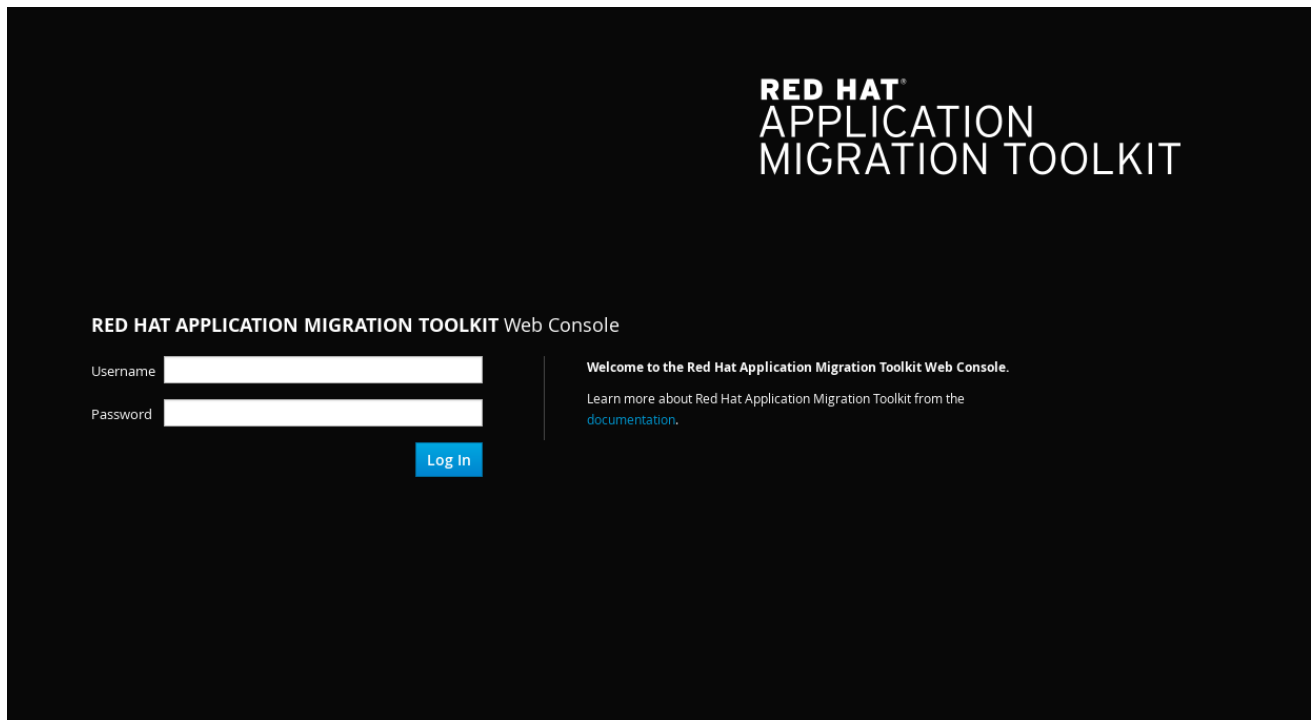 RED HAT®
APPLICATION
MIGRATION TOOLKIT
RED HAT APPLICATION MIGRATION TOOLKIT Web Console
Username
Password
Log In
Welcome to the Red Hat Application Migration Toolkit Web Console.
Learn more about Red Hat Application Migration Toolkit from the
documentation.